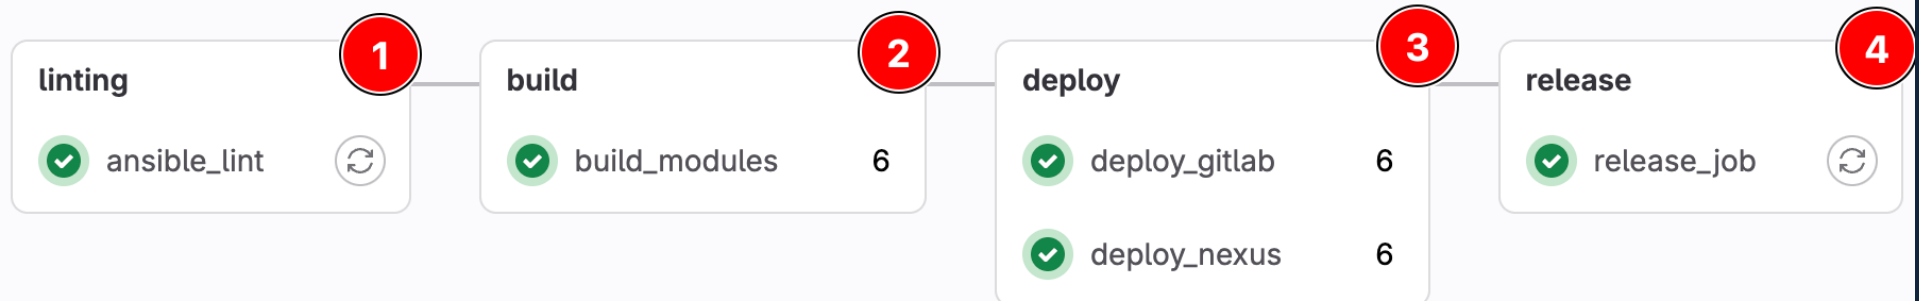 1
linting
ansible_lint
2
build
build_modules 6
3
deploy
deploy_gitlab 6
deploy_nexus 6
4
release
release_job